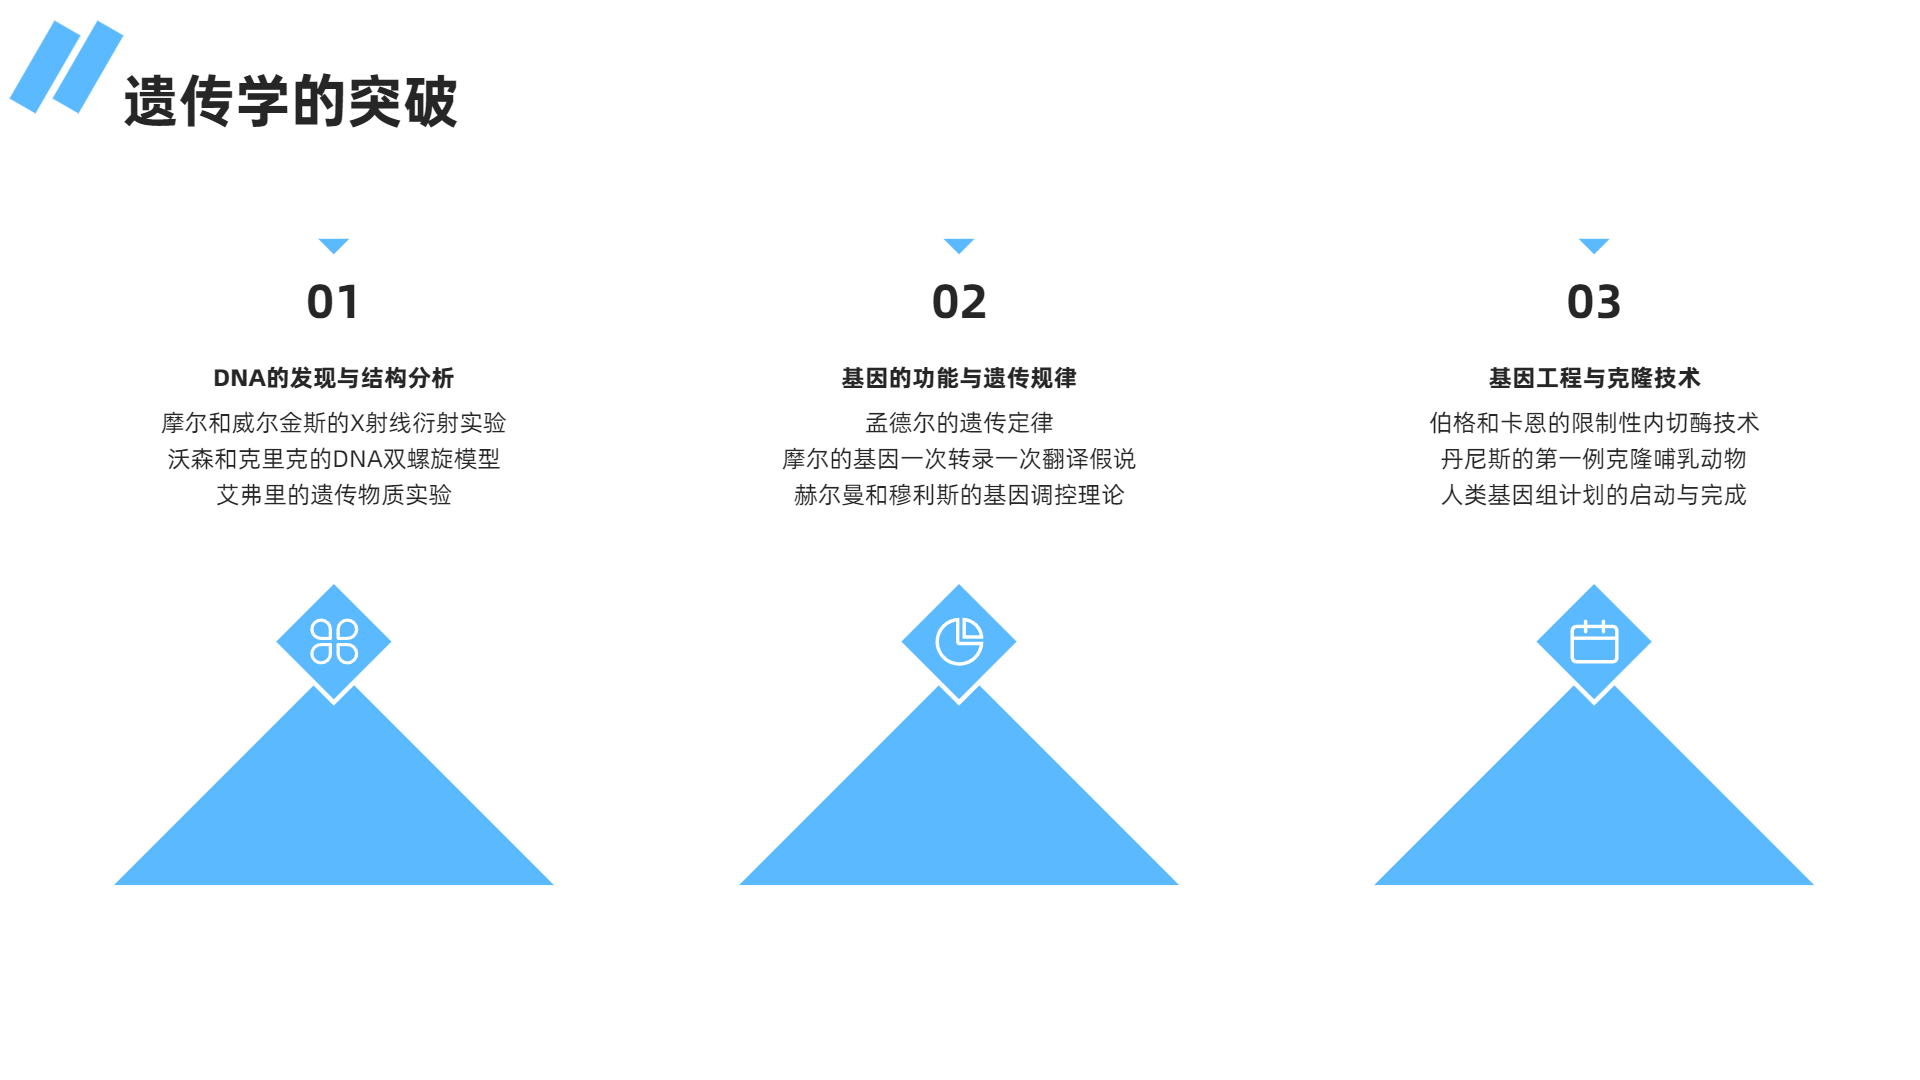 遗传学的突破
01
DNA的发现与结构分析
摩尔和威尔金斯的X射线衍射实验
沃森和克里克的DNA双螺旋模型
艾弗里的遗传物质实验
02
基因的功能与遗传规律
孟德尔的遗传定律
摩尔的基因一次转录一次翻译假说
赫尔曼和穆利斯的基因调控理论
03
基因工程与克隆技术
伯格和卡恩的限制性内切酶技术
丹尼斯的第一例克隆哺乳动物
人类基因组计划的启动与完成